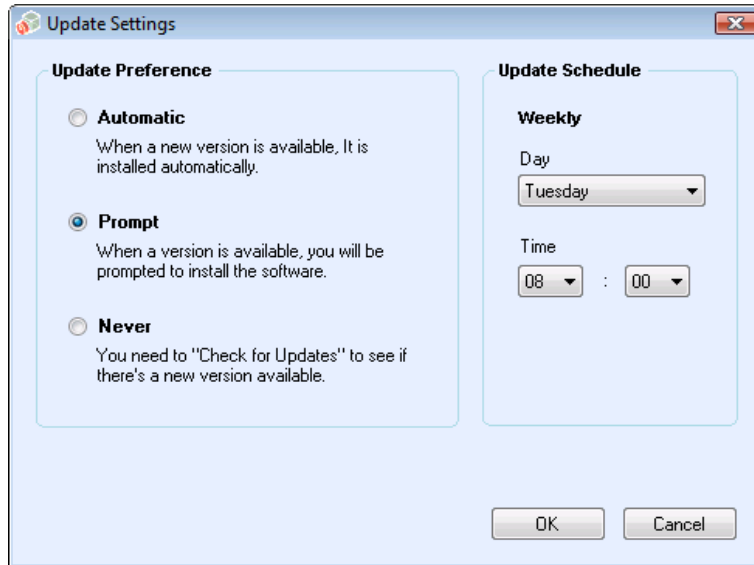 Update Settings
Update Preference
Automatic
When a new version is available, It is
installed automatically.
Prompt
When a version is available, you will be
prompted to install the software.
Never
You need to "Check for Updates" to see if
there's a new version available.
Update Schedule
Weekly
Day
Tuesday
Time
08 : 00
OK Cancel